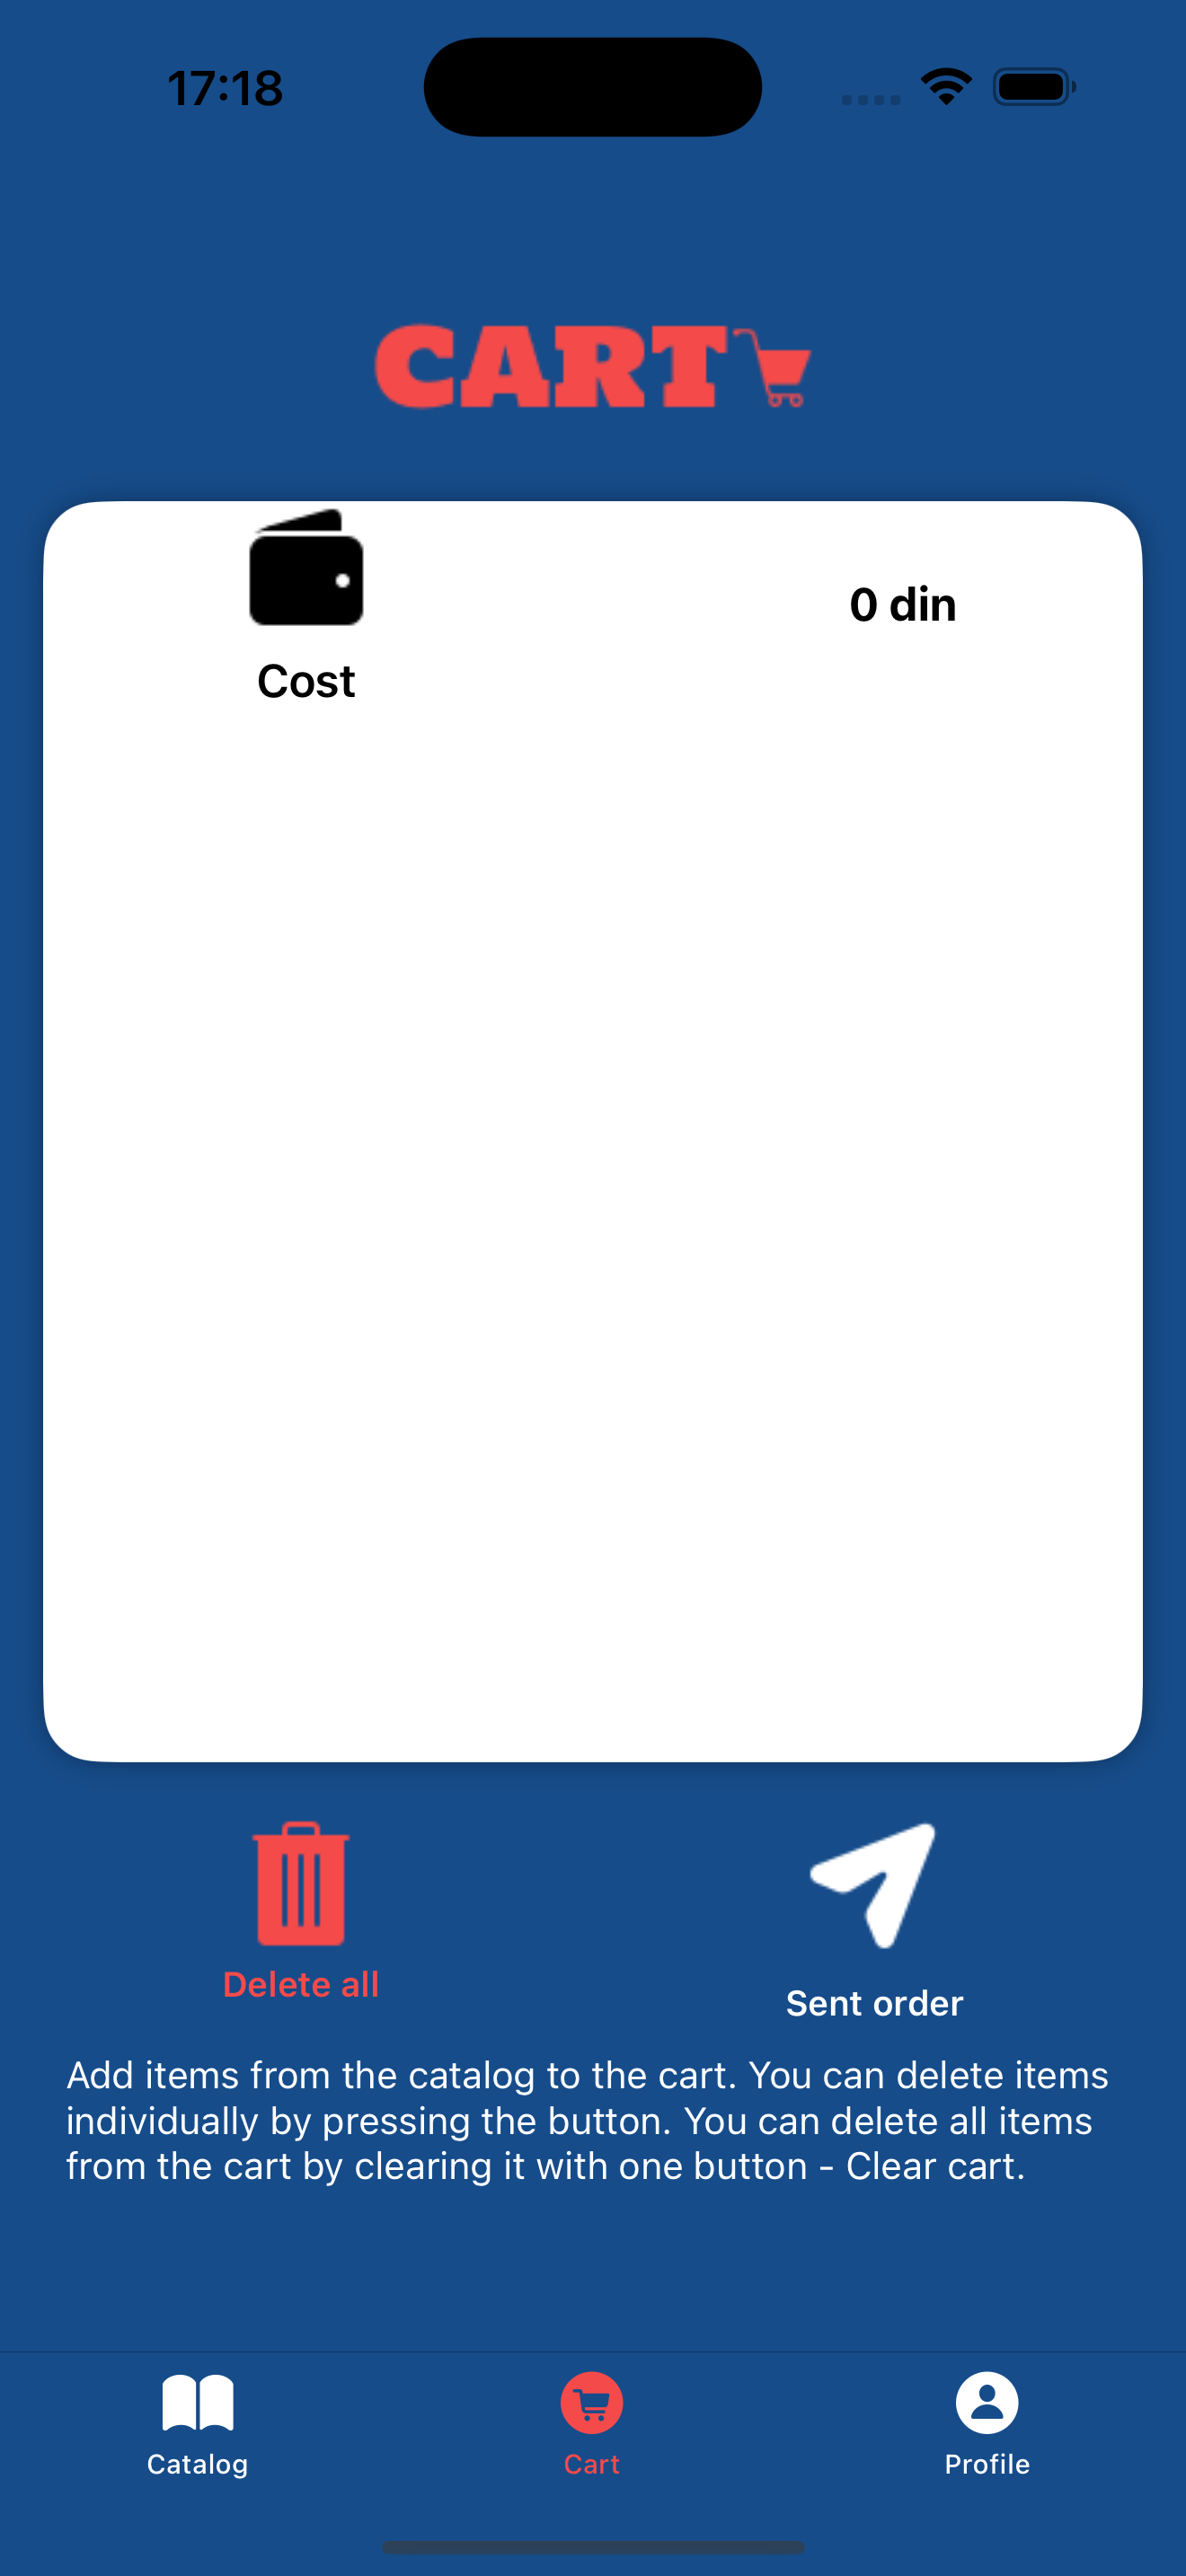 17:18
CART
0 din
Cost
Delete all
Sent order
Add items from the catalog to the cart. You can delete items
individually by pressing the button. You can delete all items
from the cart by clearing it with one button - Clear cart.
Catalog
Cart
Profile